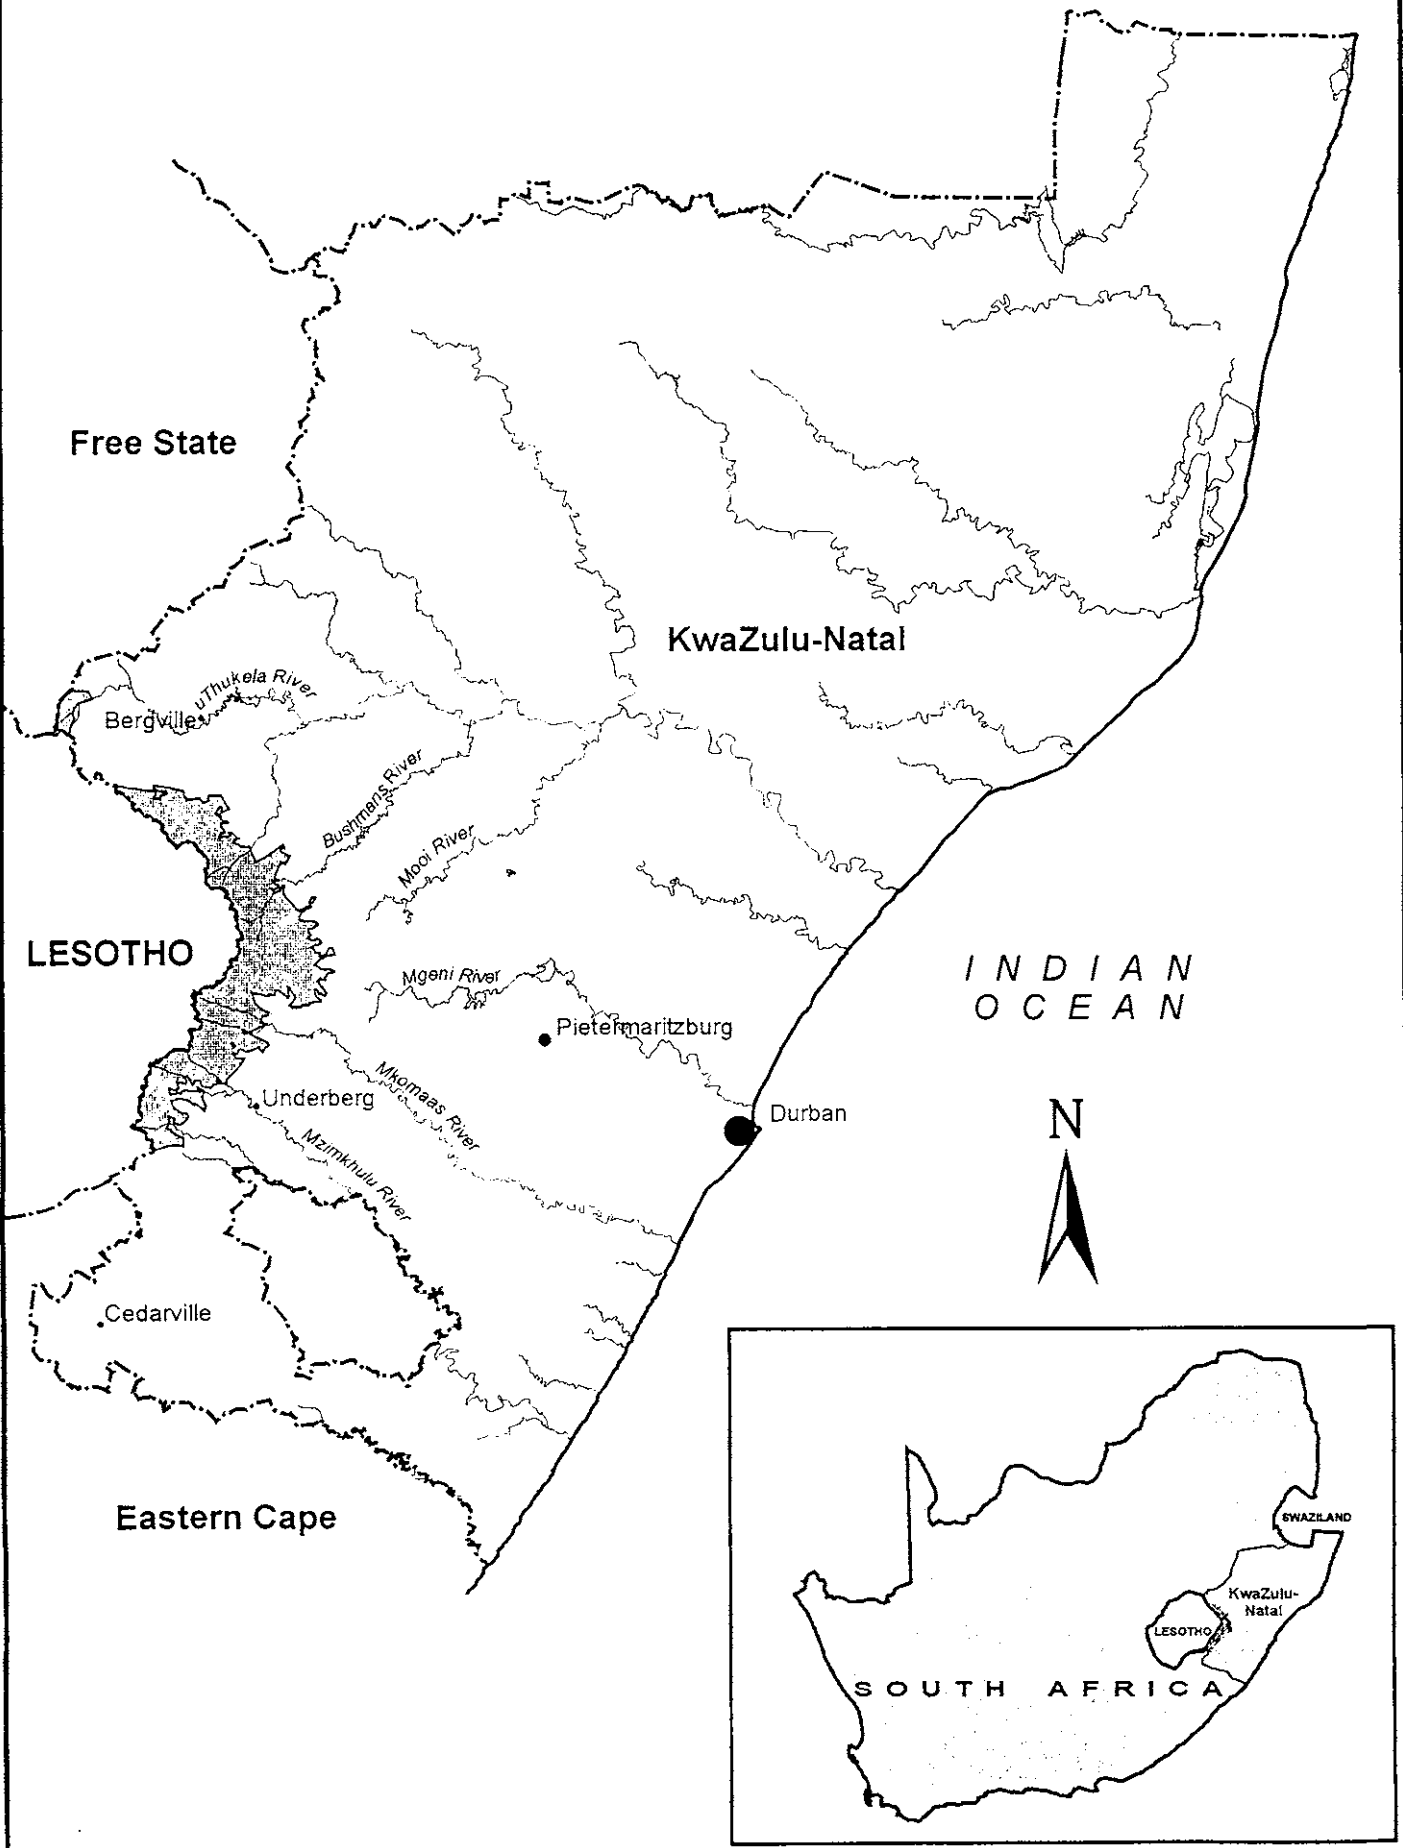 Free State
KwaZulu-Natal
uThukela River
Bergville
Bushmans River
Mooi River
LESOTHO
Mgeni River
INDIAN
OCEAN
Pietermaritzburg
Mkomaas River
Underberg
Durban
N
Mzimkhulu River
Cedarville
Eastern Cape
SWAZILAND
KwaZulu-
Natal
LESOTHO
SOUTH AFRICA